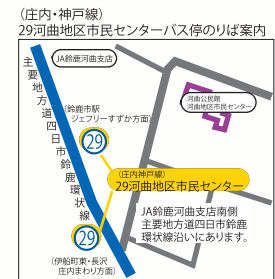 (庄内・神戸線)
29河曲地区市民センターバス停のりば案内
JA鈴鹿河曲支店
主要地方道四日市鈴鹿環状線
河曲公民館
河曲地区市民センター
(鈴鹿市駅
ジェフリーすずか方面)
29
(庄内神戸線)
29河曲地区市民センター
JA鈴鹿河曲支店南側
主要地方道四日市鈴鹿
環状線沿いにあります。
29
(伊船町東・長沢
庄内まわり方面)